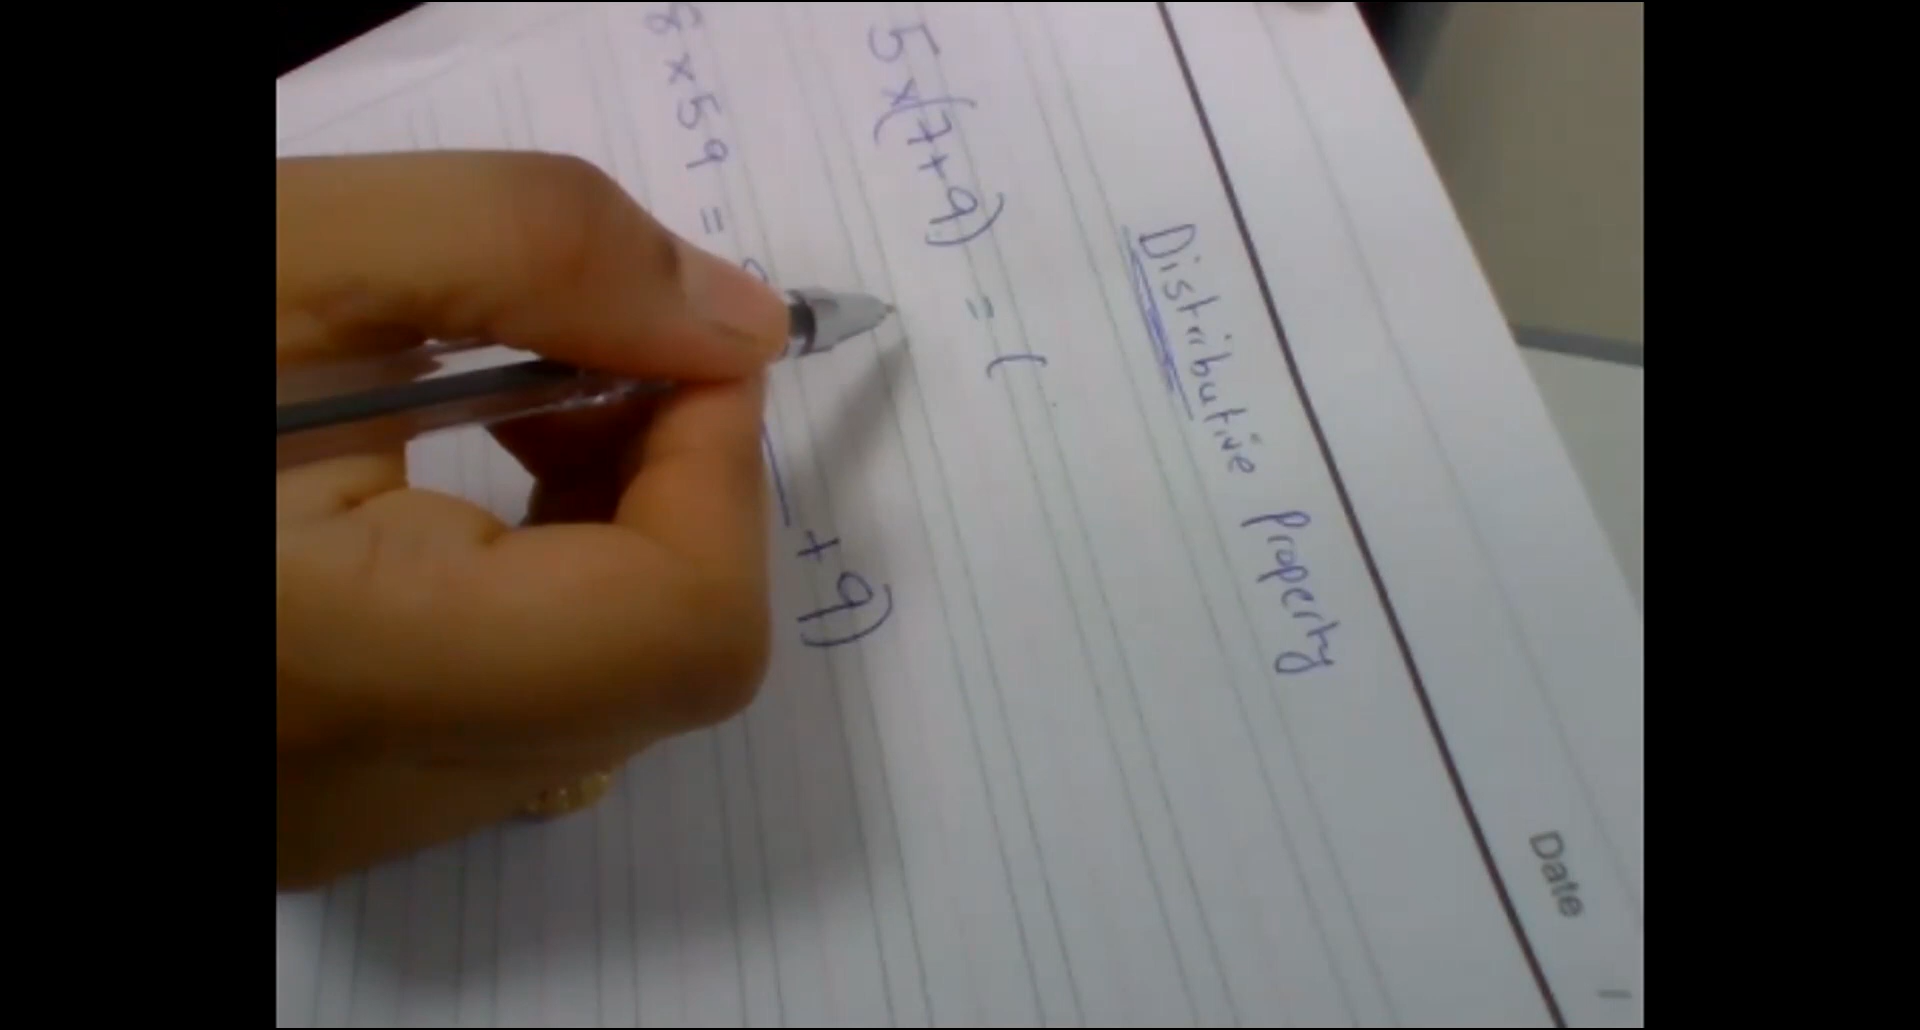 Date
Distributive property
5 x (7 + 9) = (
8 x 59 = + 9)